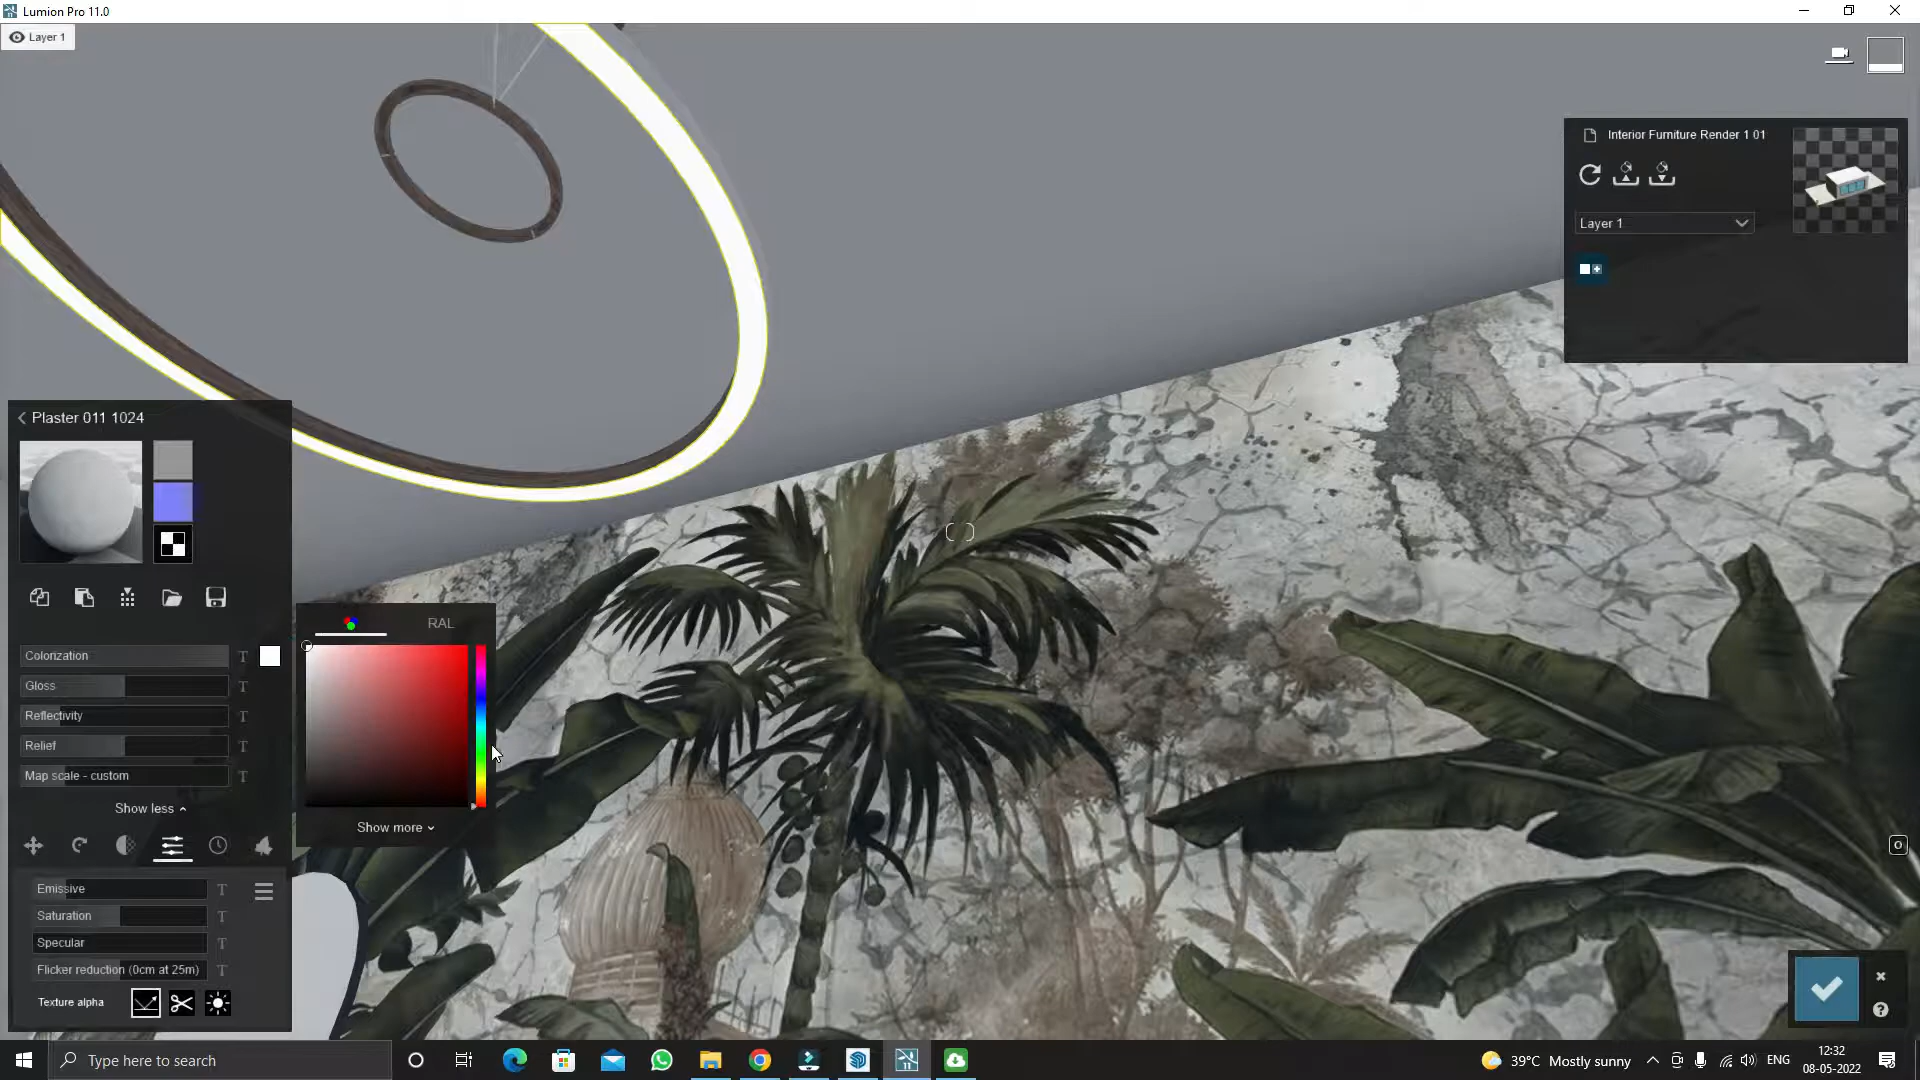 Lumion Pro 11.0
Layer 1
Interior Furniture Render 1 01
Layer 1
Plaster 011 1024
Colorization T
Gloss T
Reflectivity T
Relief T
Map scale - custom T
Show less
RAL
Show more
Emissive T
Saturation T
Specular T
Flicker reduction (0cm at 25m) T
Texture alpha
O
Type here to search
39°C Mostly sunny
ENG
12:32
08-05-2022